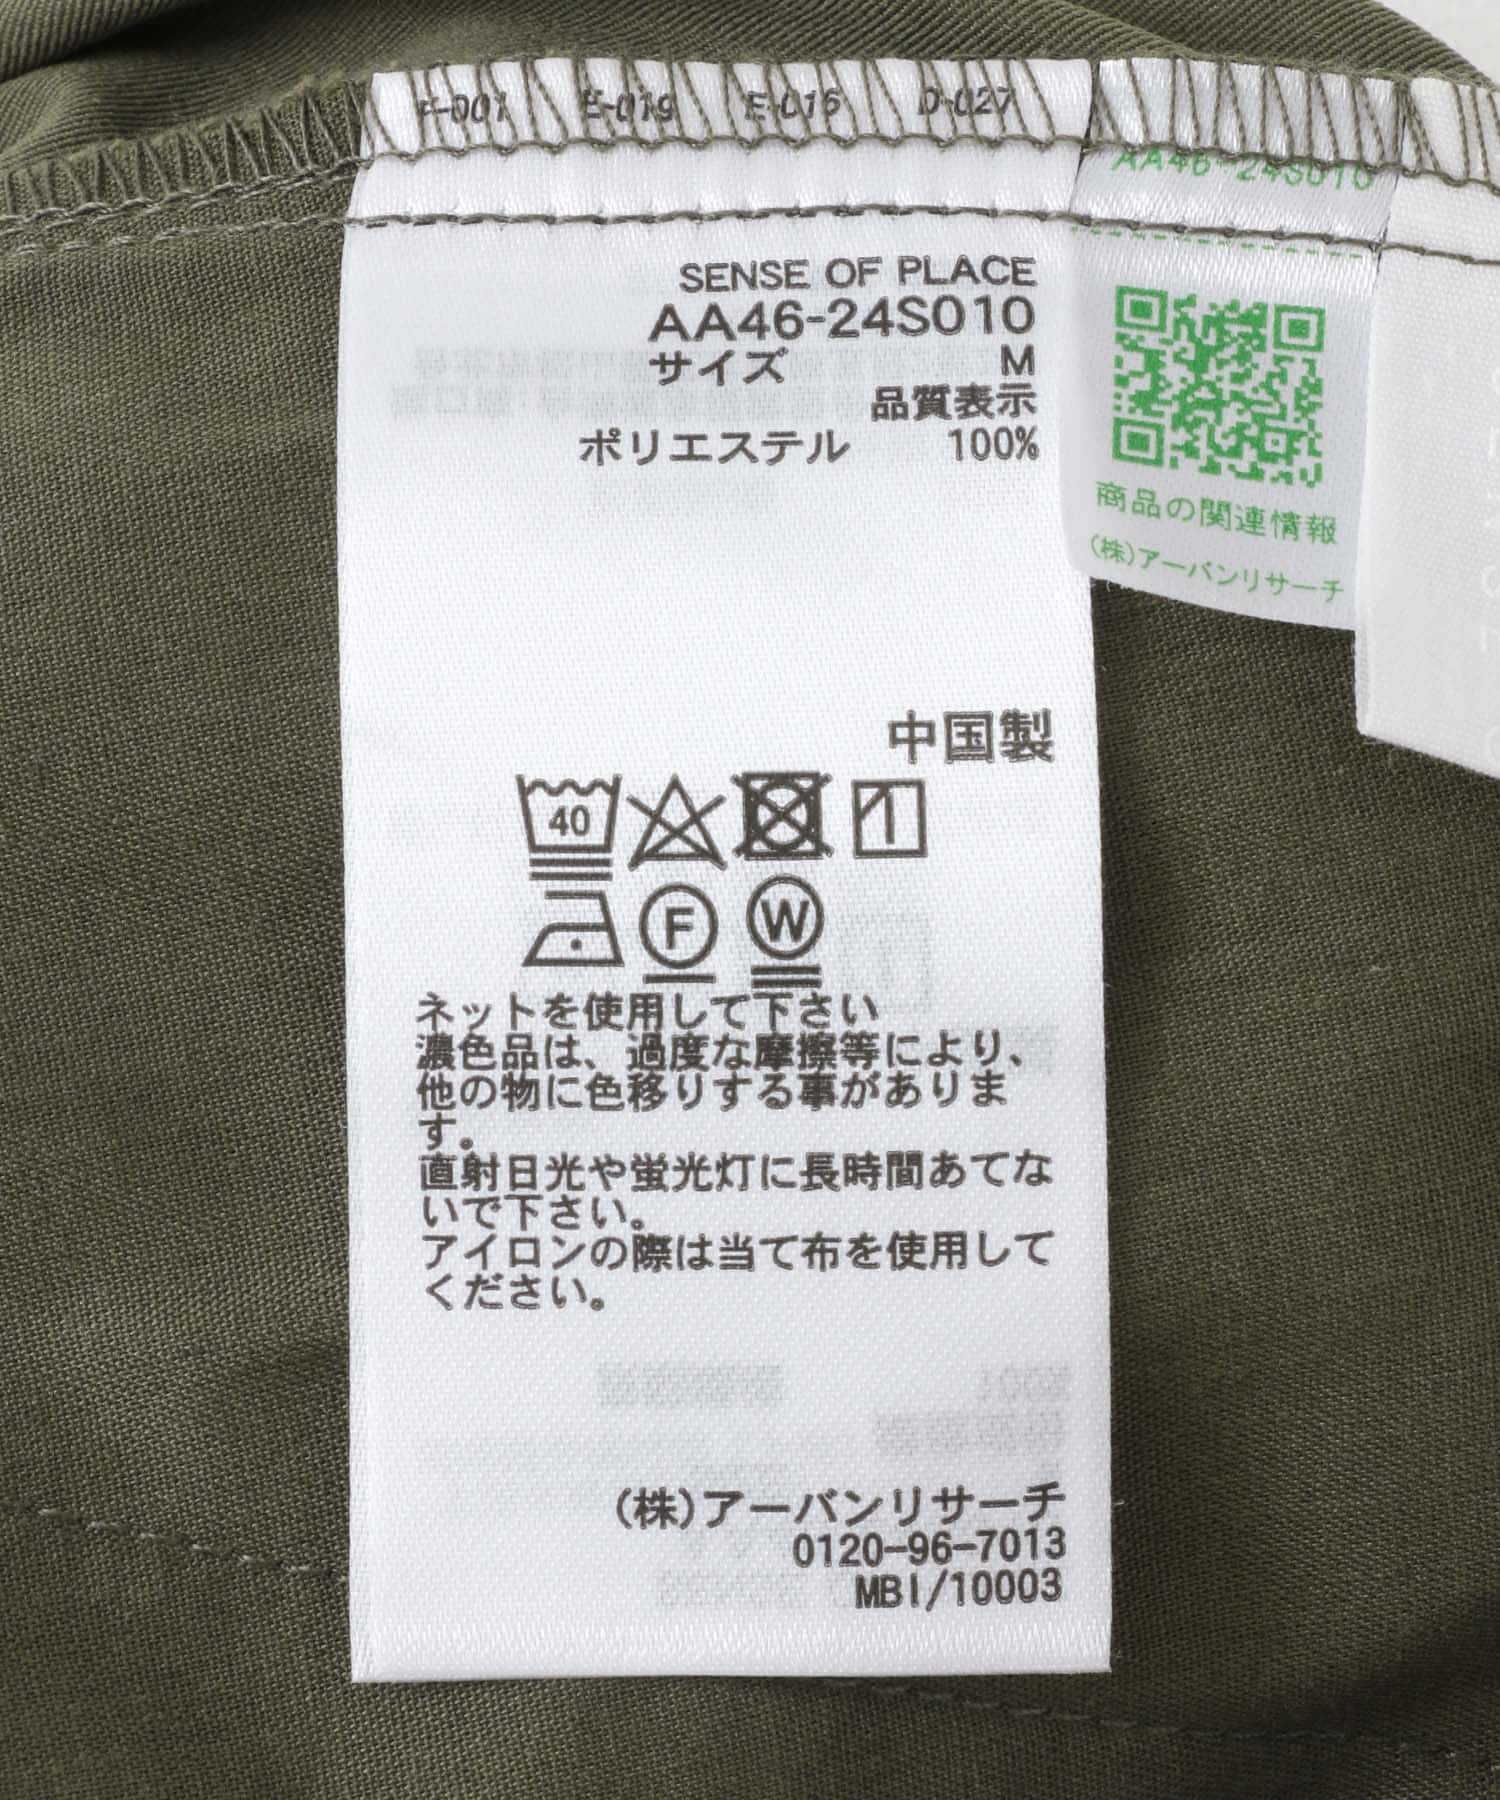 AA46-24S010
SENSE OF PLACE
AA46-24S010
サイズ M
品質表示
ポリエステル 100%
商品の関連情報
(株)アーバンリサーチ
中国製
40
F W
ネットを使用して下さい
濃色品は、過度な摩擦等により、
他の物に色移りする事がありま
す。
直射日光や蛍光灯に長時間あてな
いで下さい。
アイロンの際は当て布を使用して
ください。
(株)アーバンリサーチ
0120-96-7013
MBI/10003